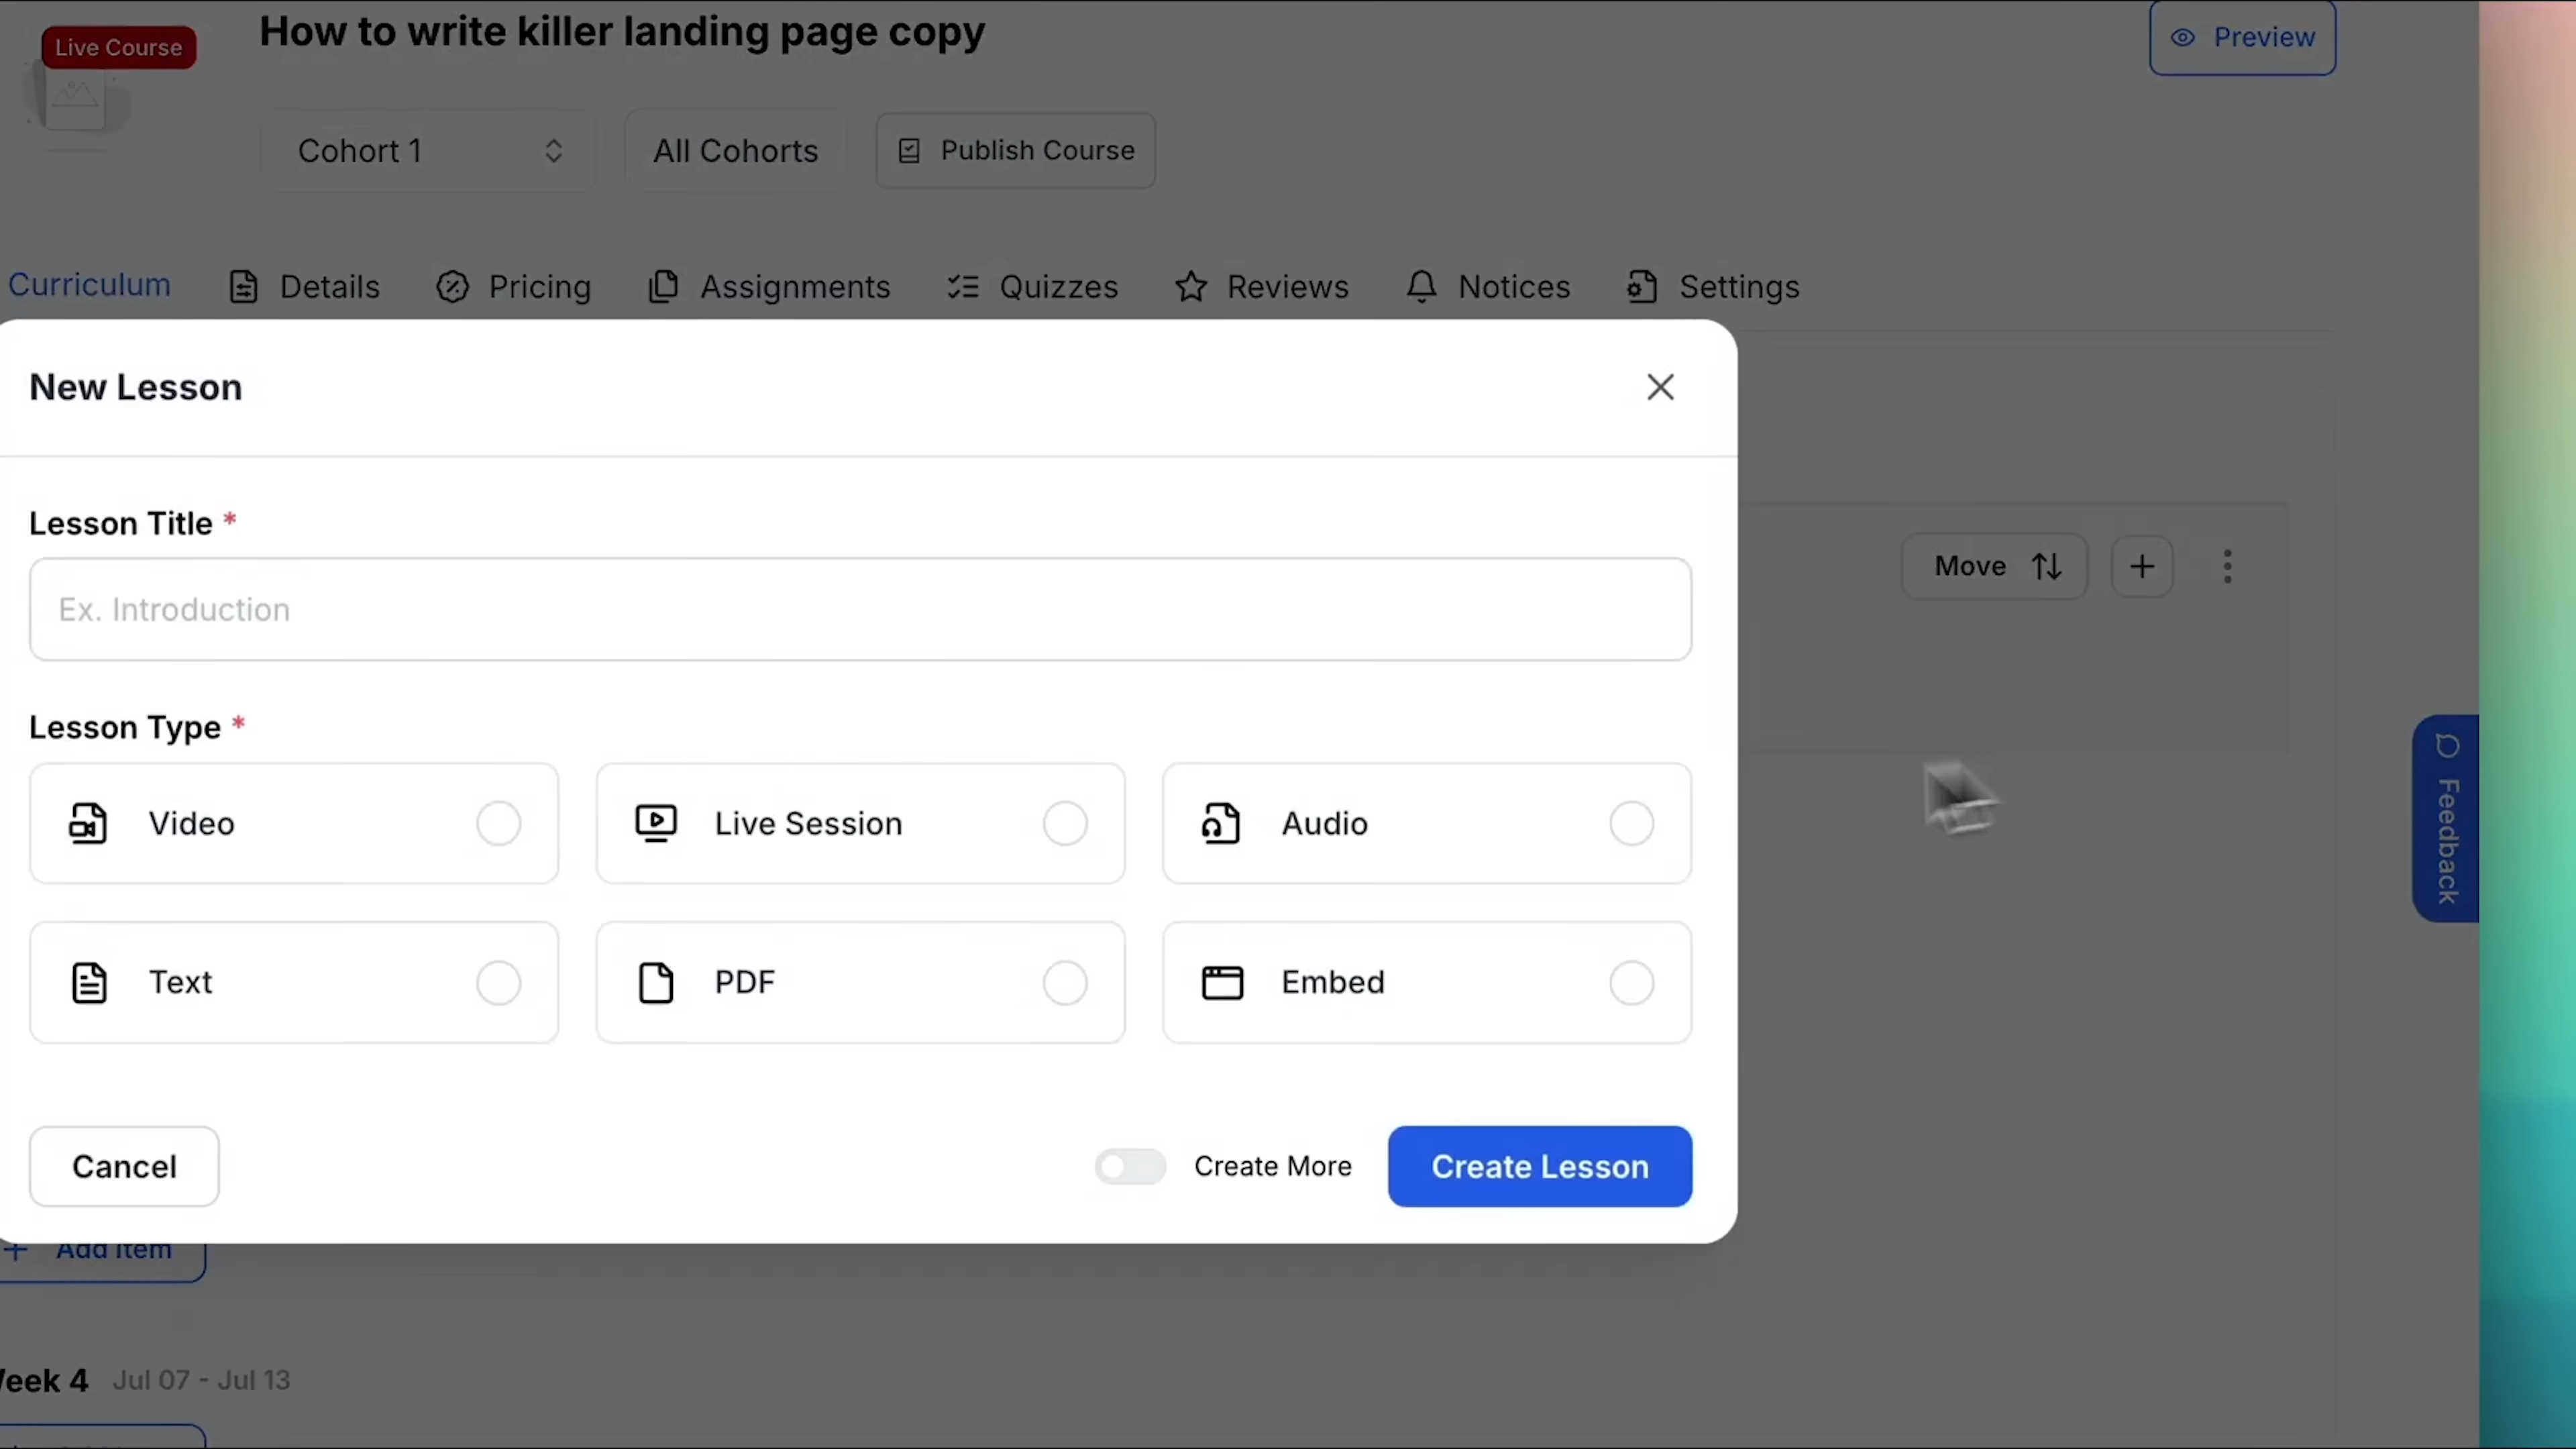 Live Course
How to write killer landing page copy
Preview
Cohort 1
All Cohorts
Publish Course
Curriculum
Details
Pricing
Assignments
Quizzes
Reviews
Notices
Settings
New Lesson
Lesson Title *
Ex. Introduction
Move
Lesson Type *
Video
Live Session
Audio
Feedback
Text
PDF
Embed
Cancel
Create More
Create Lesson
Add Item
eek 4 Jul 07 - Jul 13